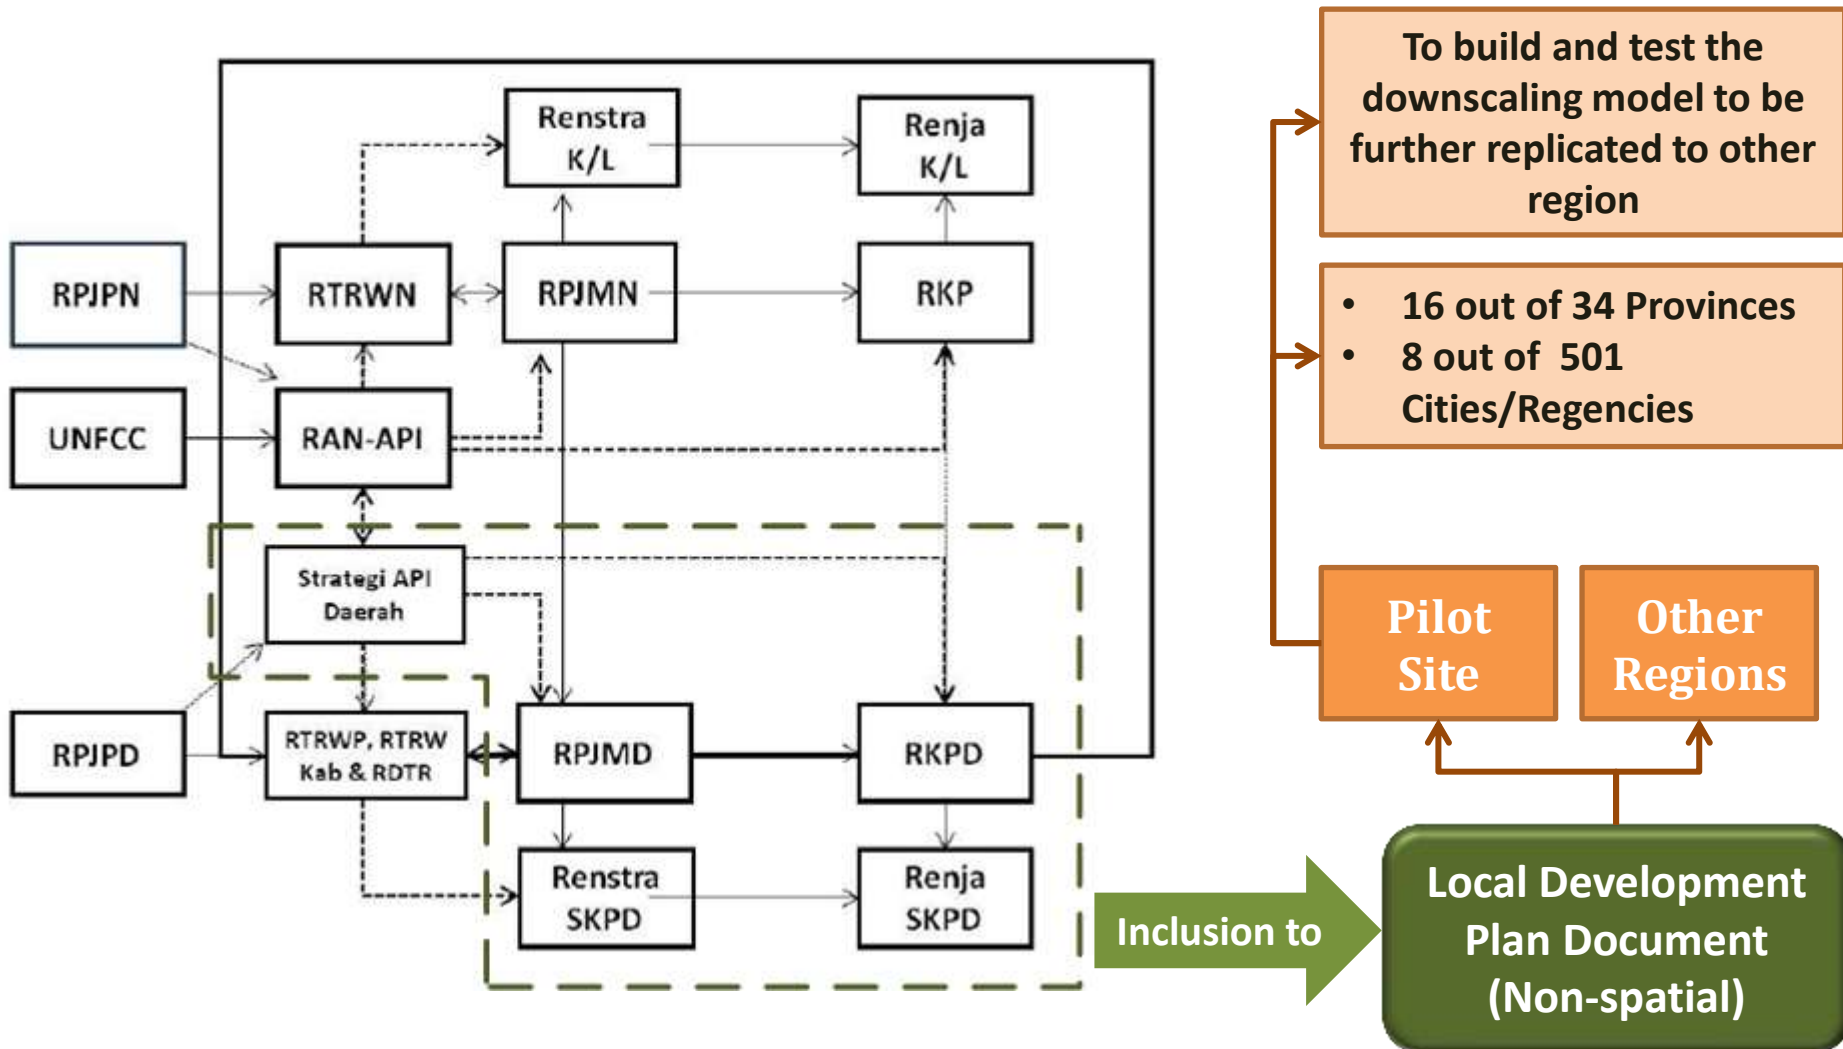 Renstra
K/L
Renja
K/L
RPJPN
RTRWN
RPJMN
RKP
UNFCC
RAN-API
Strategi API
Daerah
RPJPD
RTRWP, RTRW
Kab & RDTR
RPJMD
RKPD
Renstra
SKPD
Renja
SKPD
To build and test the
downscaling model to be
further replicated to other
region
• 16 out of 34 Provinces
• 8 out of 501
Cities/Regencies
Pilot
Site
Other
Regions
Inclusion to
Local Development
Plan Document
(Non-spatial)